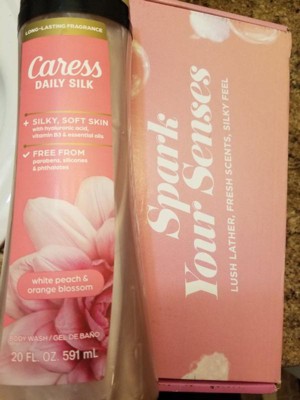 LONG-LASTING FRAGRANCE
Caress
DAILY SILK
+ SILKY, SOFT SKIN
with hyaluronic acid,
vitamin B3 & essential oils
✓ FREE FROM
parabens, silicones
& phthalates
white peach &
orange blossom
BODY WASH / GEL DE BAÑO
20 FL. OZ 591 mL
Spark
Your Senses
LUSH LATHER, FRESH SCENTS, SILKY FEEL